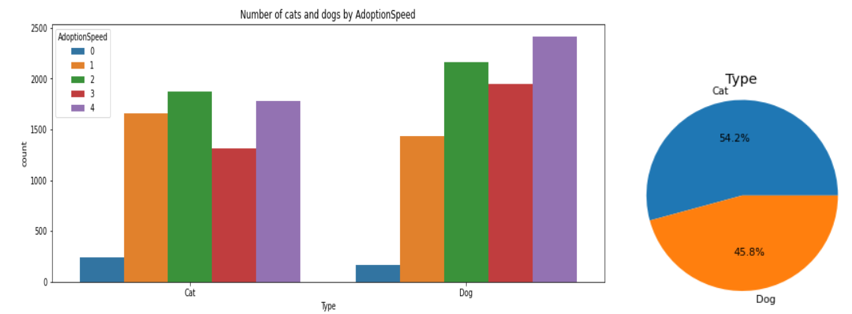 Number of cats and dogs by AdoptionSpeed
2500
2000
1500
1000
500
0
count
AdoptionSpeed
0
1
2
3
4
Cat
Dog
Type
Type
Cat
54.2%
45.8%
Dog